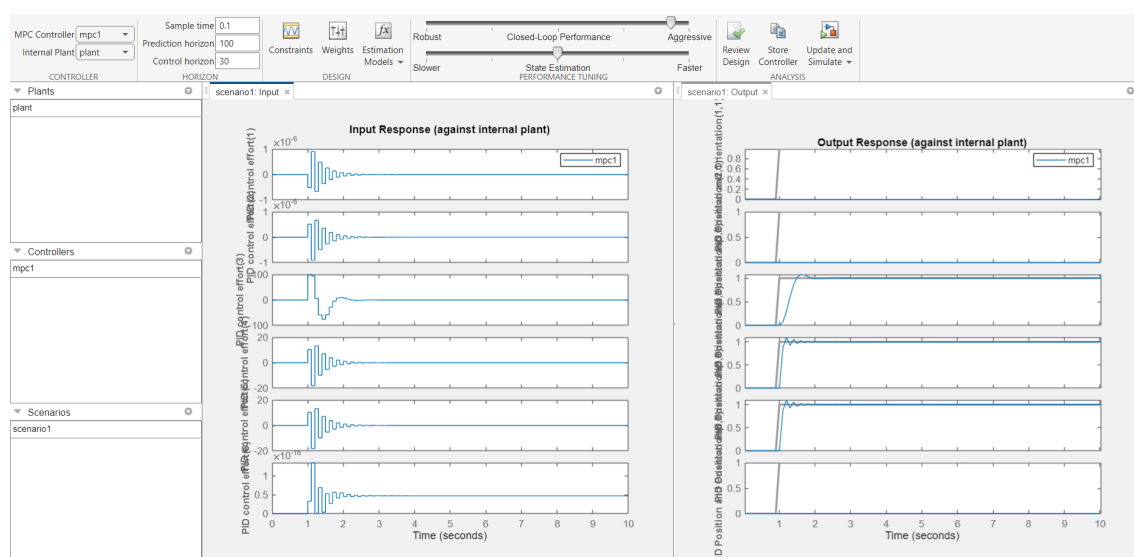 MPC Controller mpc1
Internal Plant plant
CONTROLLER
Sample time 0.1
Prediction horizon 100
Control horizon 30
HORIZON
Constraints
Weights
Estimation
Models
DESIGN
Robust
Closed-Loop Performance
Aggressive
Slower
State Estimation
Faster
PERFORMANCE TUNING
Review
Design
Store
Controller
Update and
Simulate
ANALYSIS
Plants
plant
Controllers
mpc1
Scenarios
scenario1
scenario1: Input ×
Input Response (against internal plant)
mpc1
×10^-6
1
0
-1
×10^-6
1
0
-1
100
0
-100
20
0
-20
20
0
-20
×10^-16
1
0.5
0
0 1 2 3 4 5 6 7 8 9 10
Time (seconds)
PID control effort(1)
PID control effort(3)
scenario1: Output ×
Output Response (against internal plant)
mpc1
0.8
0.6
0.4
0.2
0
1
0.5
0
1
0.5
0
1
0.5
0
1
0.5
0
1
0.5
0
1 2 3 4 5 6 7 8 9 10
Time (seconds)